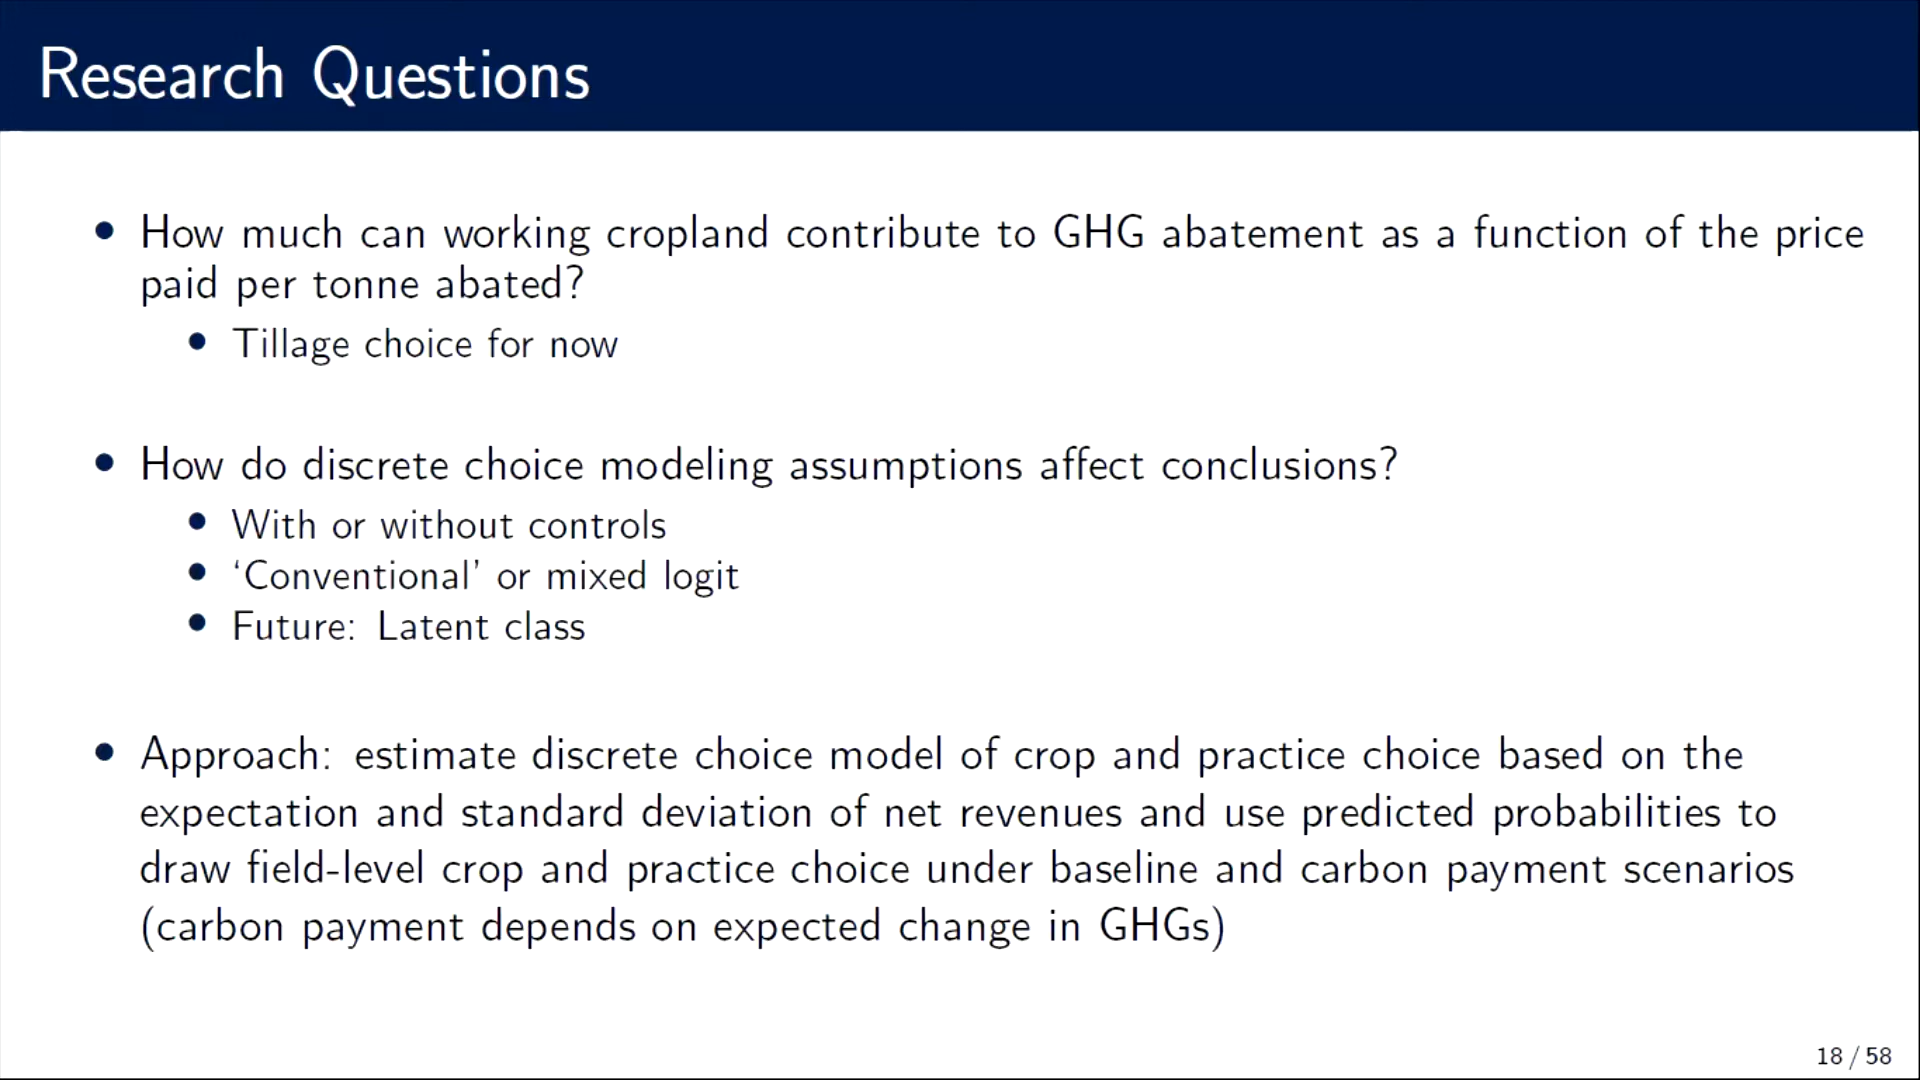 Research Questions
• How much can working cropland contribute to GHG abatement as a function of the price
paid per tonne abated?
• Tillage choice for now
• How do discrete choice modeling assumptions affect conclusions?
• With or without controls
• ‘Conventional’ or mixed logit
• Future: Latent class
• Approach: estimate discrete choice model of crop and practice choice based on the
expectation and standard deviation of net revenues and use predicted probabilities to
draw field-level crop and practice choice under baseline and carbon payment scenarios
(carbon payment depends on expected change in GHGs)
18 / 58